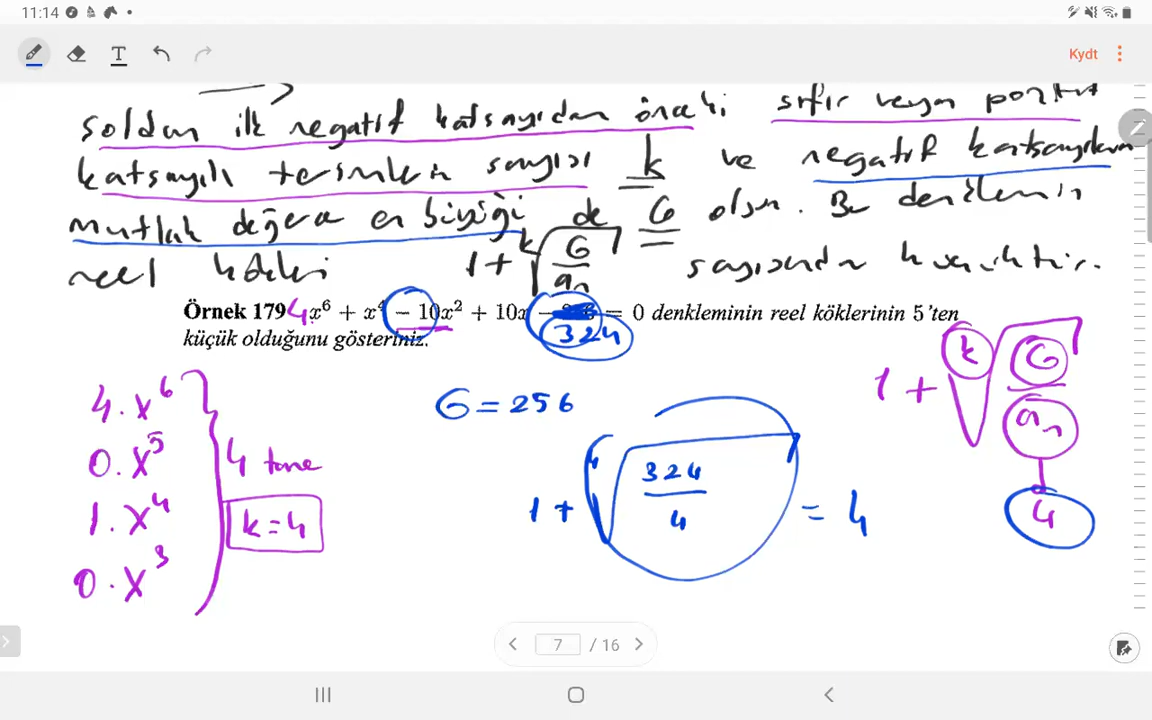 11:14
Kydt
soldan ilk negatif katsayıdan önceki sıfır veya pozitif
katsayılı terimlerin sayısı k ve negatif katsayıların
mutlak değerce en büyüğü de G olsun. Bu denklemin
reel kökleri 1+ k√(G/aₙ) sayısından küçüktür.
Örnek 179 4x⁶ + x⁴ − 10x² + 10x − 324 = 0 denkleminin reel köklerinin 5'ten
küçük olduğunu gösteriniz.
4.x⁶
0.x⁵
1.x⁴
0.x³
4 tane
k=4
G = 256
1 + ⁴√(324/4) = 4
1 + k√(G/aₙ)
4
7 / 16